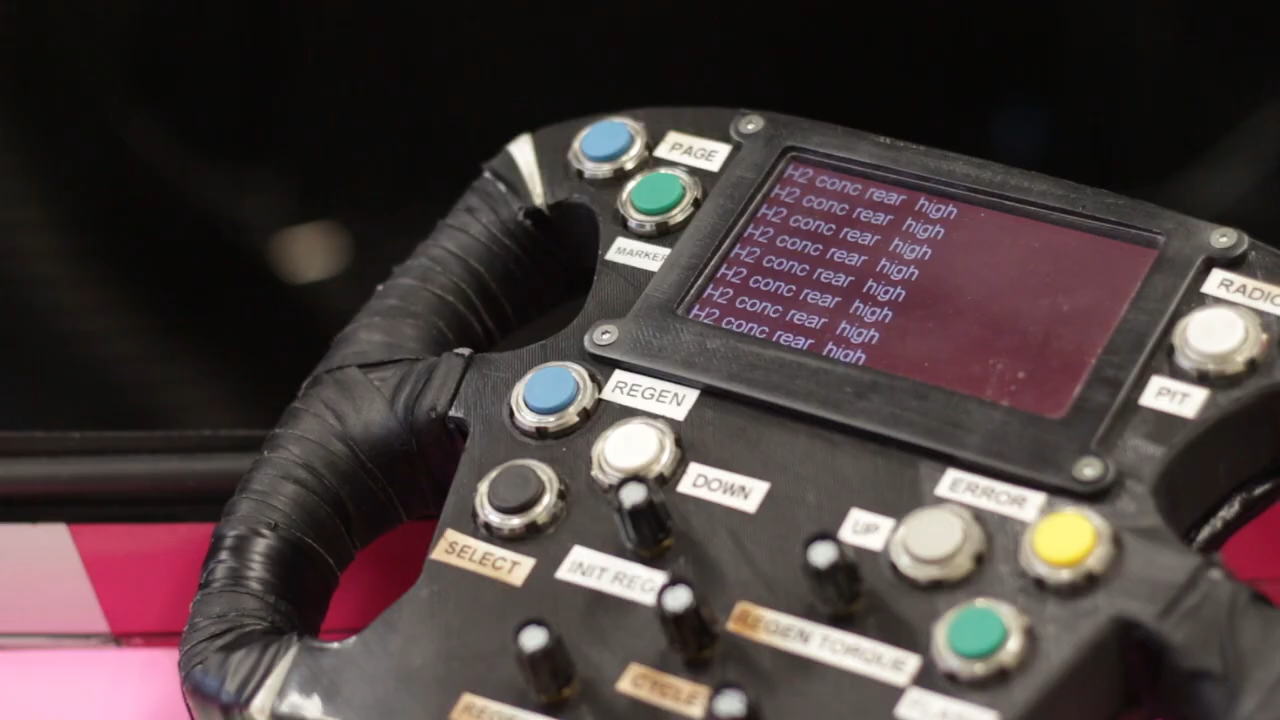 PAGE
MARKER
H2 conc rear high
H2 conc rear high
H2 conc rear high
H2 conc rear high
H2 conc rear high
H2 conc rear high
H2 conc rear high
H2 conc rear high
RADIO
PIT
REGEN
DOWN
ERROR
UP
SELECT
INIT REG
REGEN TORQUE
CYCLE